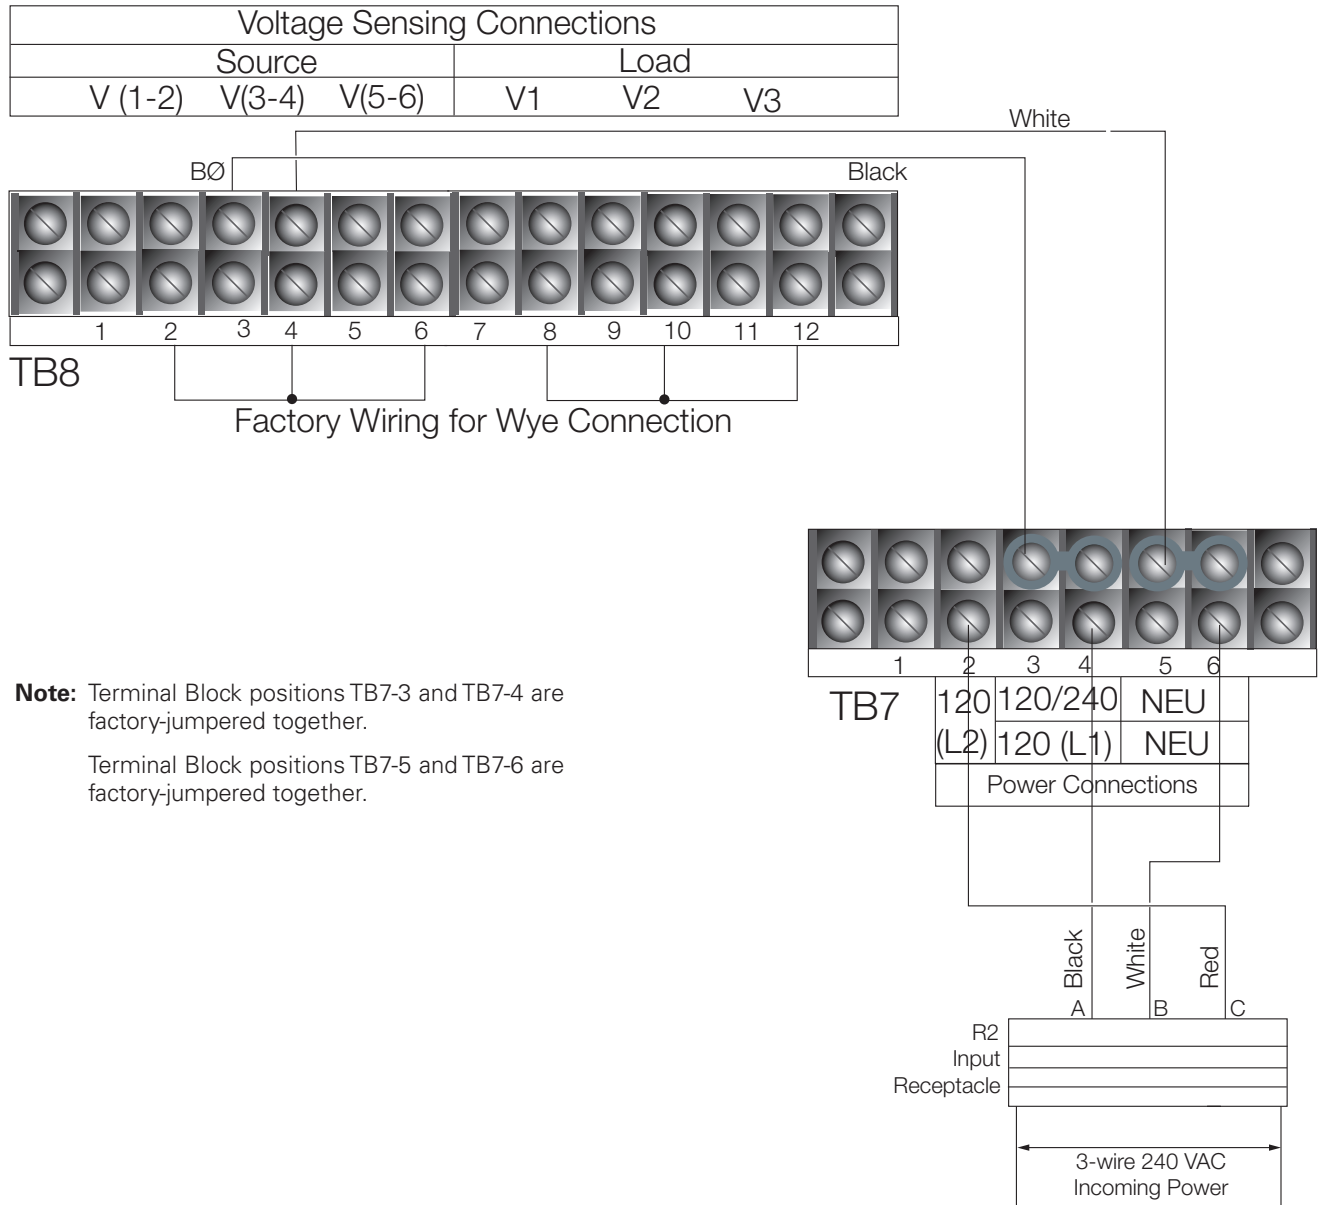 Voltage Sensing Connections
Source Load
V (1-2) V(3-4) V(5-6) V1 V2 V3
White
BØ Black
1 2 3 4 5 6 7 8 9 10 11 12
TB8
Factory Wiring for Wye Connection
1 2 3 4 5 6
TB7
120 120/240 NEU
(L2) 120 (L1) NEU
Power Connections
Note: Terminal Block positions TB7-3 and TB7-4 are
factory-jumpered together.
Terminal Block positions TB7-5 and TB7-6 are
factory-jumpered together.
Black White Red
A B C
R2
Input
Receptacle
3-wire 240 VAC
Incoming Power